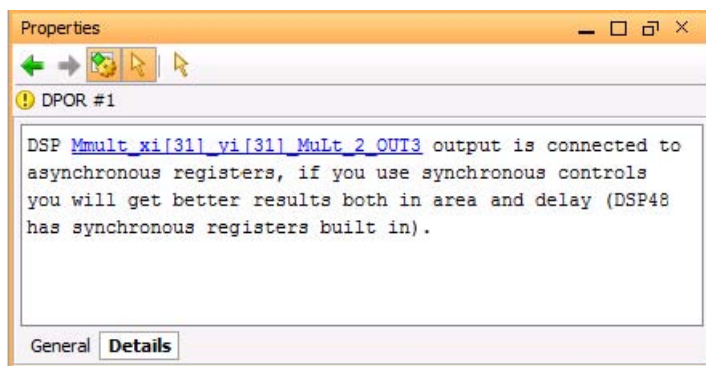 Properties
DPOR #1
DSP Mmult_xi[31]_yi[31]_MuLt_2_OUT3 output is connected to
asynchronous registers, if you use synchronous controls
you will get better results both in area and delay (DSP48
has synchronous registers built in).
General Details